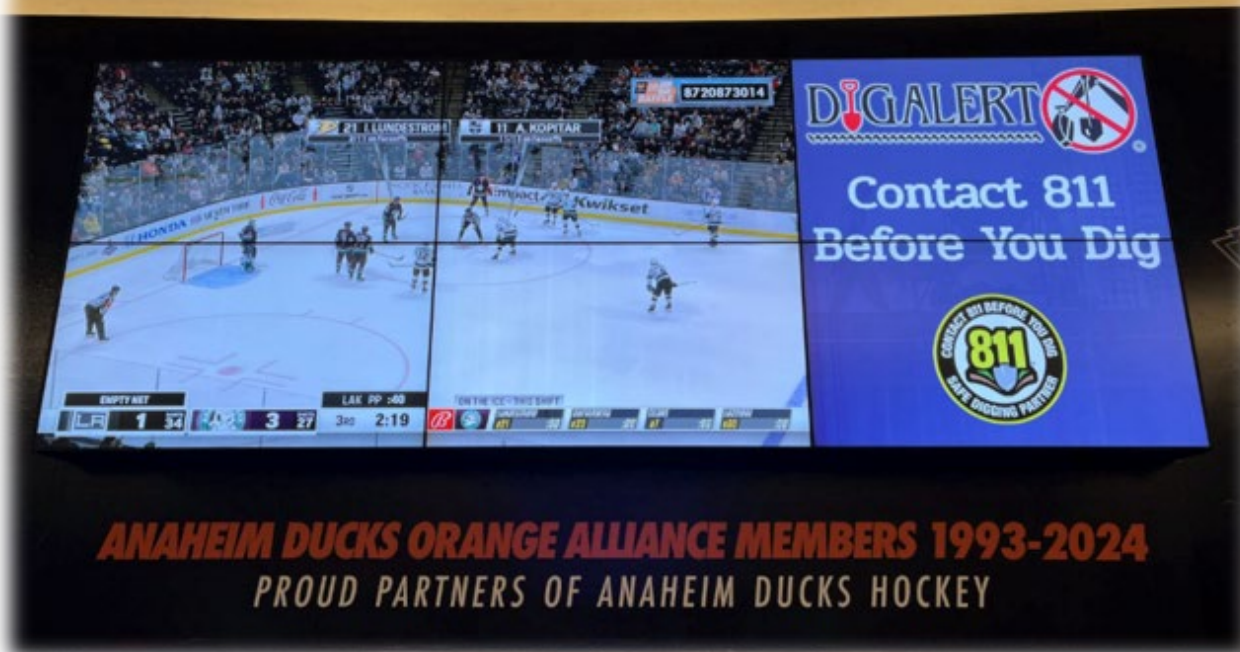 8720873014
21 I. LUNDESTROM
11 A. KOPITAR
HONDA
Coca-Cola
impact
Kwikset
EMPTY NET
LAK PP :40
LA 1 34
3 27
3RD 2:19
ON THE ICE - THIS SHIFT
DIGALERT
®
Contact 811
Before You Dig
CONTACT 811 BEFORE YOU DIG
811
SAFE DIGGING PARTNER
ANAHEIM DUCKS ORANGE ALLIANCE MEMBERS 1993-2024
PROUD PARTNERS OF ANAHEIM DUCKS HOCKEY